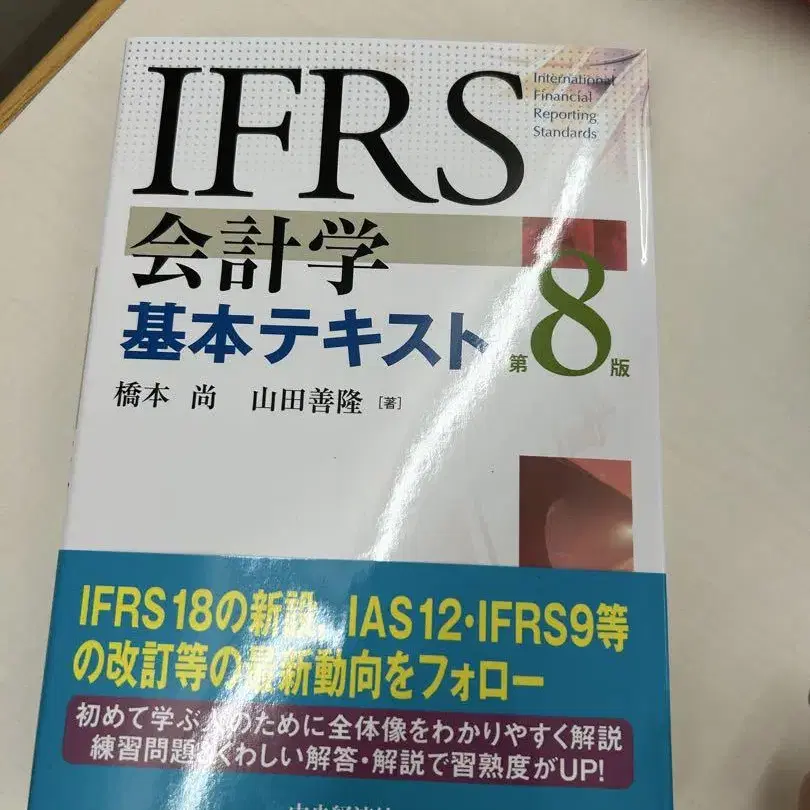 IFRS
International
Financial
Reporting
Standards
会計学
基本テキスト
第8版
橋本 尚 山田善隆 [著]
IFRS18の新設、IAS12・IFRS9等
の改訂等の最新動向をフォロー
初めて学ぶ人のために全体像をわかりやすく解説
練習問題&くわしい解答・解説で習熟度がUP!